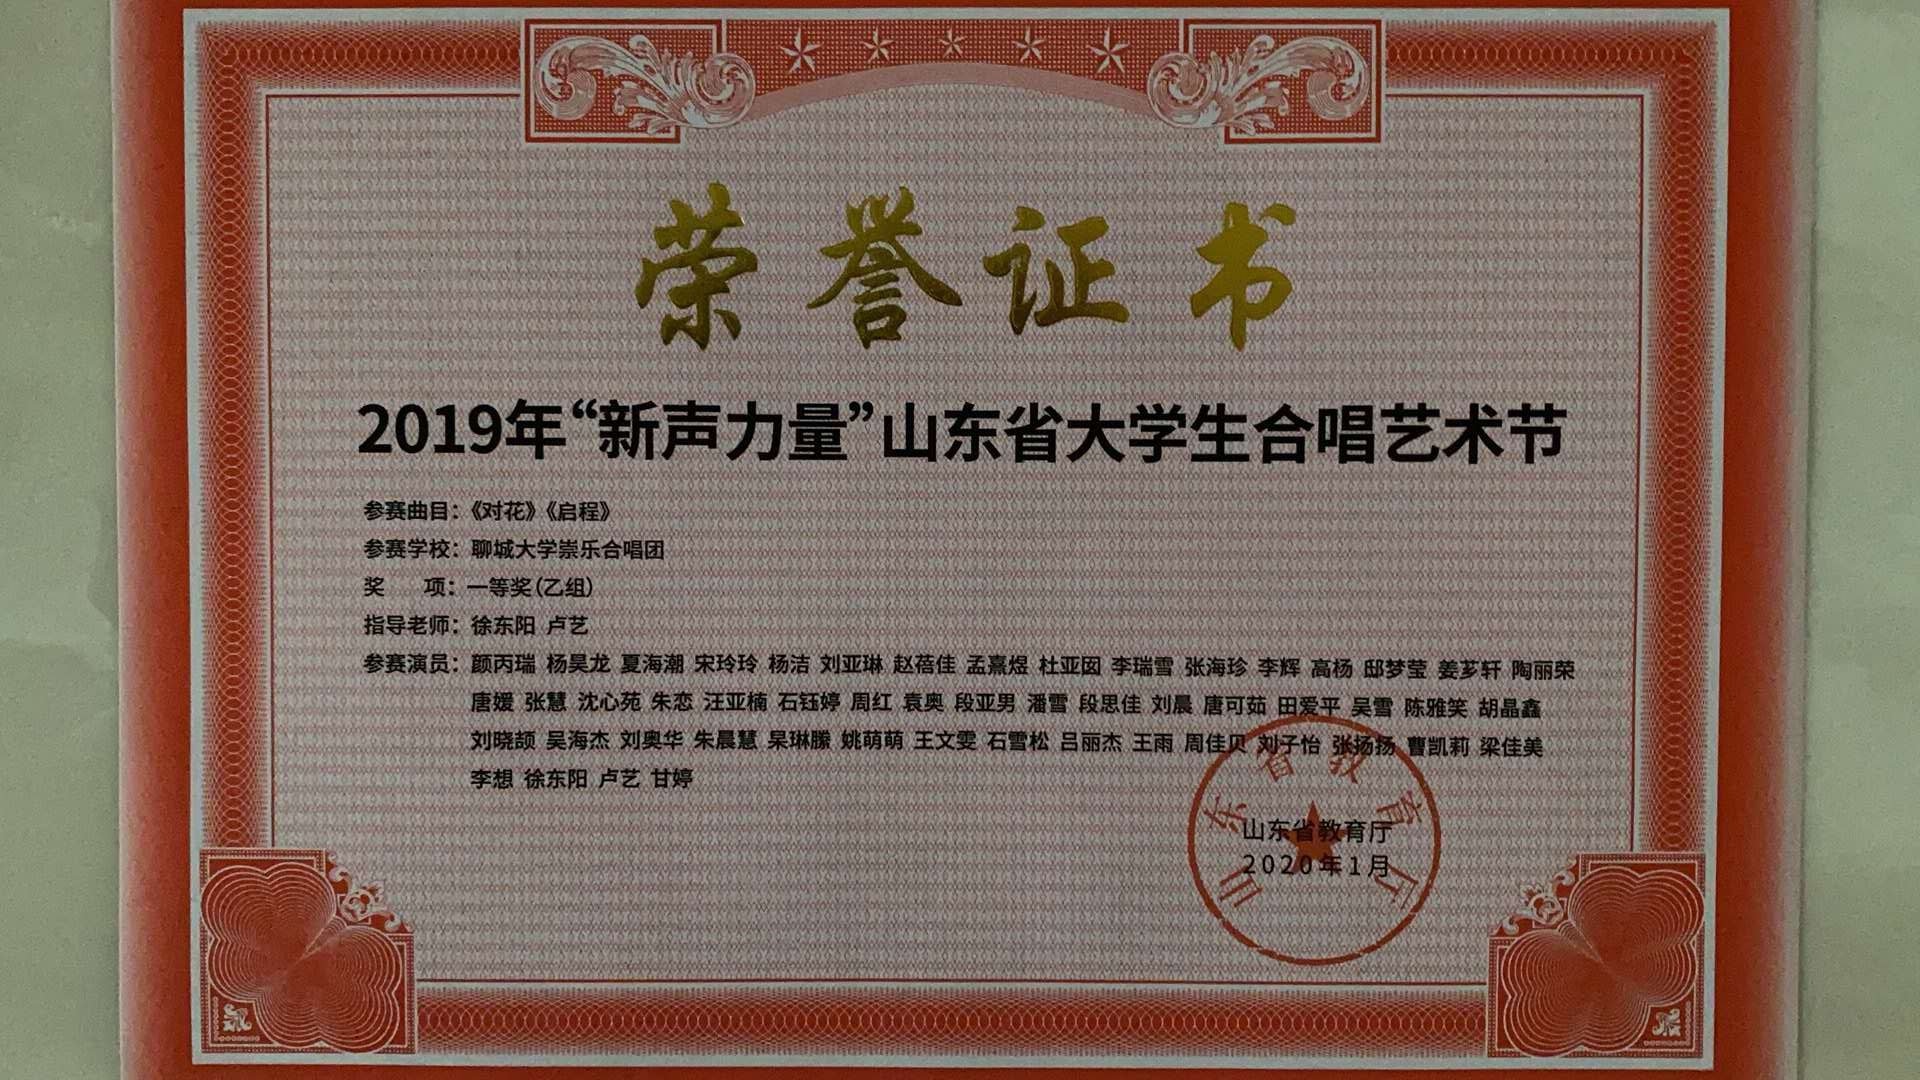 荣誉证书
2019年“新声力量”山东省大学生合唱艺术节
参赛曲目：《对花》《启程》
参赛学校：聊城大学崇乐合唱团
奖 项：一等奖（乙组）
指导老师：徐东阳 卢艺
参赛演员：颜丙瑞 杨昊龙 夏海潮 宋玲玲 杨洁 刘亚琳 赵蓓佳 孟熹煜 杜亚囡 李瑞雪 张海珍 李辉 高杨 邸梦莹 姜芗轩 陶丽荣
唐媛 张慧 沈心苑 朱恋 汪亚楠 石钰婷 周红 袁奥 段亚男 潘雪 段思佳 刘晨 唐可茹 田爱平 吴雪 陈雅笑 胡晶鑫
刘晓颉 吴海杰 刘奥华 朱晨慧 杲琳朦 姚萌萌 王文雯 石雪松 吕丽杰 王雨 周佳贝 刘子怡 张扬扬 曹凯莉 梁佳美
李想 徐东阳 卢艺 甘婷
山东省教育厅
山东省教育厅
2020年1月